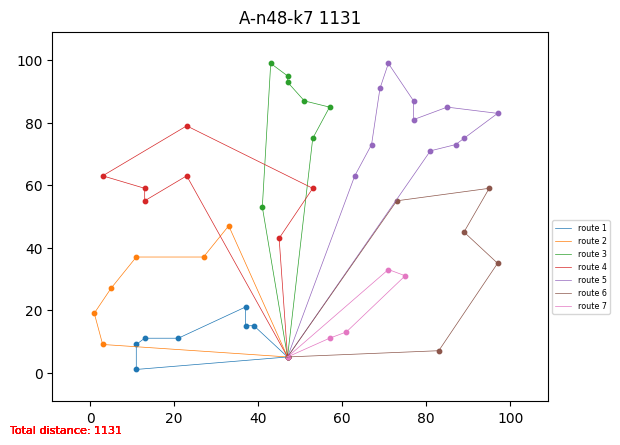 A-n48-k7 1131
100
80
60
40
20
0
0 20 40 60 80 100
route 1
route 2
route 3
route 4
route 5
route 6
route 7
Total distance: 1131